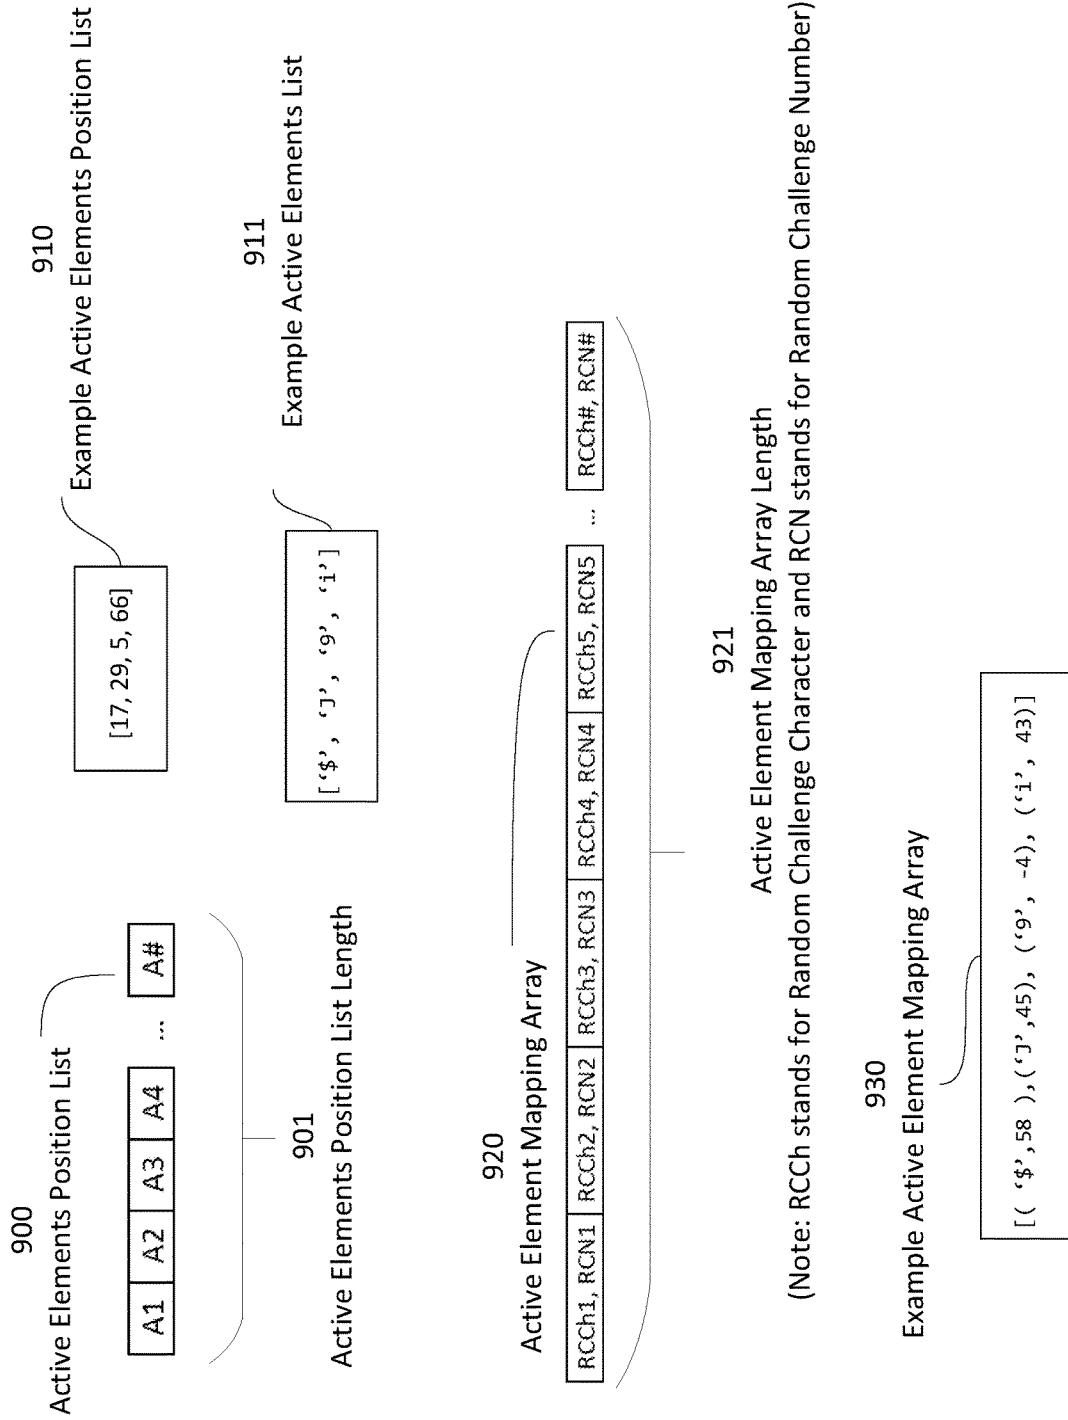 900
Active Elements Position List
A1 A2 A3 A4 ... A#
901
Active Elements Position List Length
[17, 29, 5, 66]
910
Example Active Elements Position List
[‘$’, ‘J’, ‘9’, ‘i’]
911
Example Active Elements List
920
Active Element Mapping Array
RCCh1, RCN1 RCCh2, RCN2 RCCh3, RCN3 RCCh4, RCN4 RCCh5, RCN5 ... RCCh#, RCN#
921
Active Element Mapping Array Length
(Note: RCCh stands for Random Challenge Character and RCN stands for Random Challenge Number)
930
Example Active Element Mapping Array
[( ‘$’,58 ),(‘J’,45), (‘9’, -4), (‘i’, 43)]